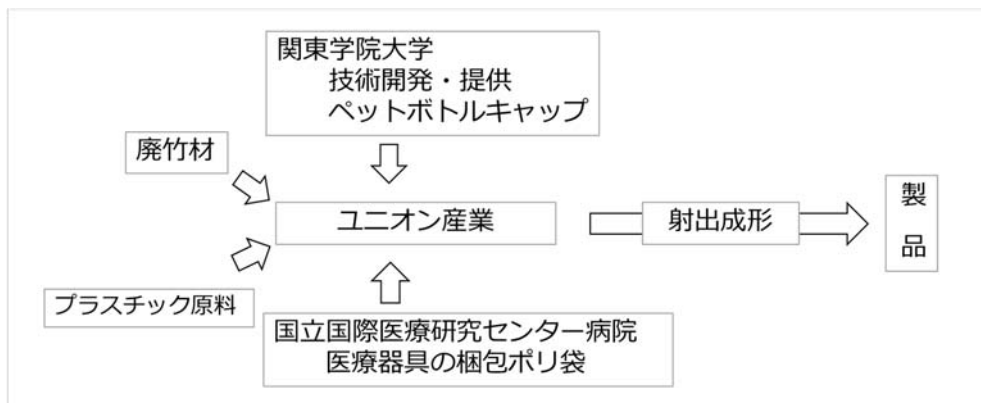 関東学院大学
技術開発・提供
ペットボトルキャップ
廃竹材
ユニオン産業
射出成形
製
品
プラスチック原料
国立国際医療研究センター病院
医療器具の梱包ポリ袋